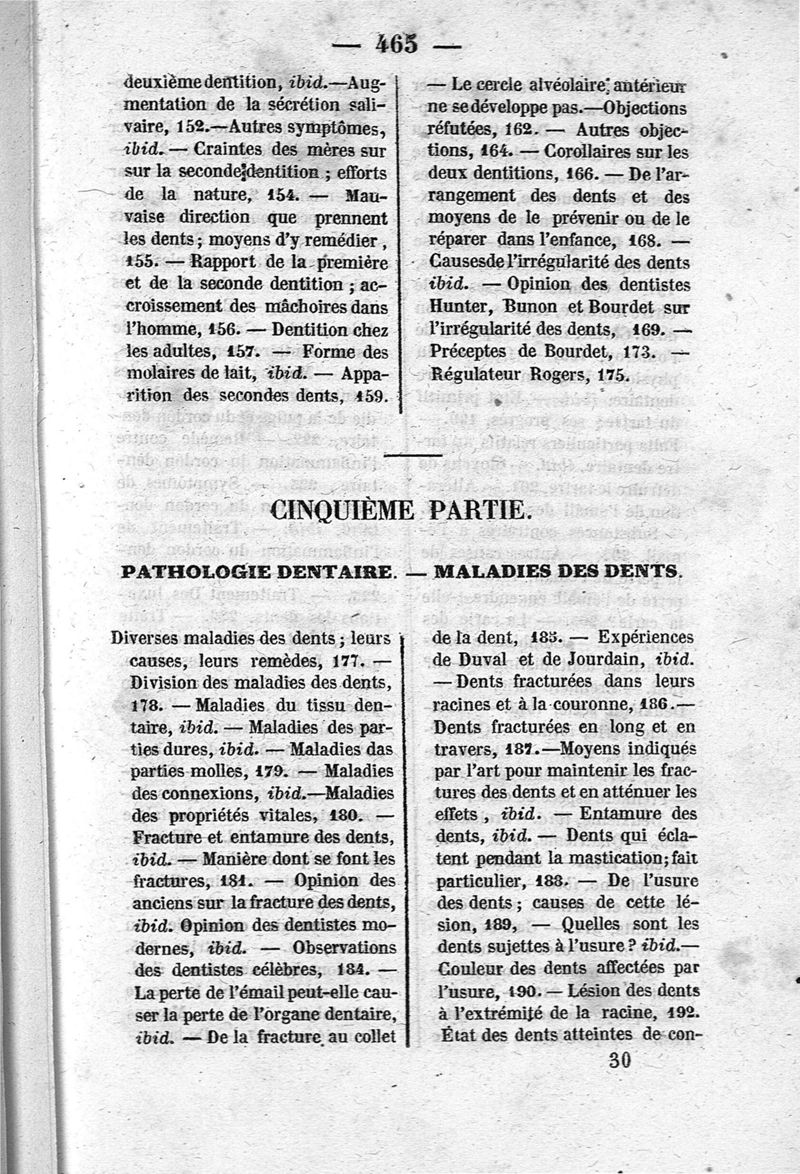 — 465 —
deuxième dentition, ibid.—Aug-
mentation de la sécrétion sali-
vaire, 152.—Autres symptômes,
ibid. — Craintes des mères sur
sur la seconde dentition ; efforts
de la nature, 154. — Mau-
vaise direction que prennent
les dents; moyens d'y remédier,
155. — Rapport de la première
et de la seconde dentition ; ac-
croissement des mâchoires dans
l'homme, 156. — Dentition chez
les adultes, 157. — Forme des
molaires de lait, ibid. — Appa-
rition des secondes dents, 159.
— Le cercle alvéolaire antérieur
ne se développe pas.—Objections
réfutées, 162. — Autres objec-
tions, 164. — Corollaires sur les
deux dentitions, 166. — De l'ar-
rangement des dents et des
moyens de le prévenir ou de le
réparer dans l'enfance, 168. —
Causes de l'irrégularité des dents
ibid. — Opinion des dentistes
Hunter, Bunon et Bourdet sur
l'irrégularité des dents, 169. —
Préceptes de Bourdet, 173. —
Régulateur Rogers, 175.
CINQUIÈME PARTIE.
PATHOLOGIE DENTAIRE. — MALADIES DES DENTS.
Diverses maladies des dents ; leurs
causes, leurs remèdes, 177. —
Division des maladies des dents,
178. — Maladies du tissu den-
taire, ibid. — Maladies des par-
ties dures, ibid. — Maladies das
parties molles, 179. — Maladies
des connexions, ibid.—Maladies
des propriétés vitales, 180. —
Fracture et entamure des dents,
ibid. — Manière dont se font les
fractures, 181. — Opinion des
anciens sur la fracture des dents,
ibid. Opinion des dentistes mo-
dernes, ibid. — Observations
des dentistes célèbres, 184. —
La perte de l'émail peut-elle cau-
ser la perte de l'organe dentaire,
ibid. — De la fracture au collet
de la dent, 185. — Expériences
de Duval et de Jourdain, ibid.
— Dents fracturées dans leurs
racines et à la couronne, 186.—
Dents fracturées en long et en
travers, 187.—Moyens indiqués
par l'art pour maintenir les frac-
tures des dents et en atténuer les
effets , ibid. — Entamure des
dents, ibid. — Dents qui écla-
tent pendant la mastication; fait
particulier, 188. — De l'usure
des dents ; causes de cette lé-
sion, 189, — Quelles sont les
dents sujettes à l'usure ? ibid.—
Couleur des dents affectées par
l'usure, 190. — Lésion des dents
à l'extrémité de la racine, 192.
État des dents atteintes de con-
30